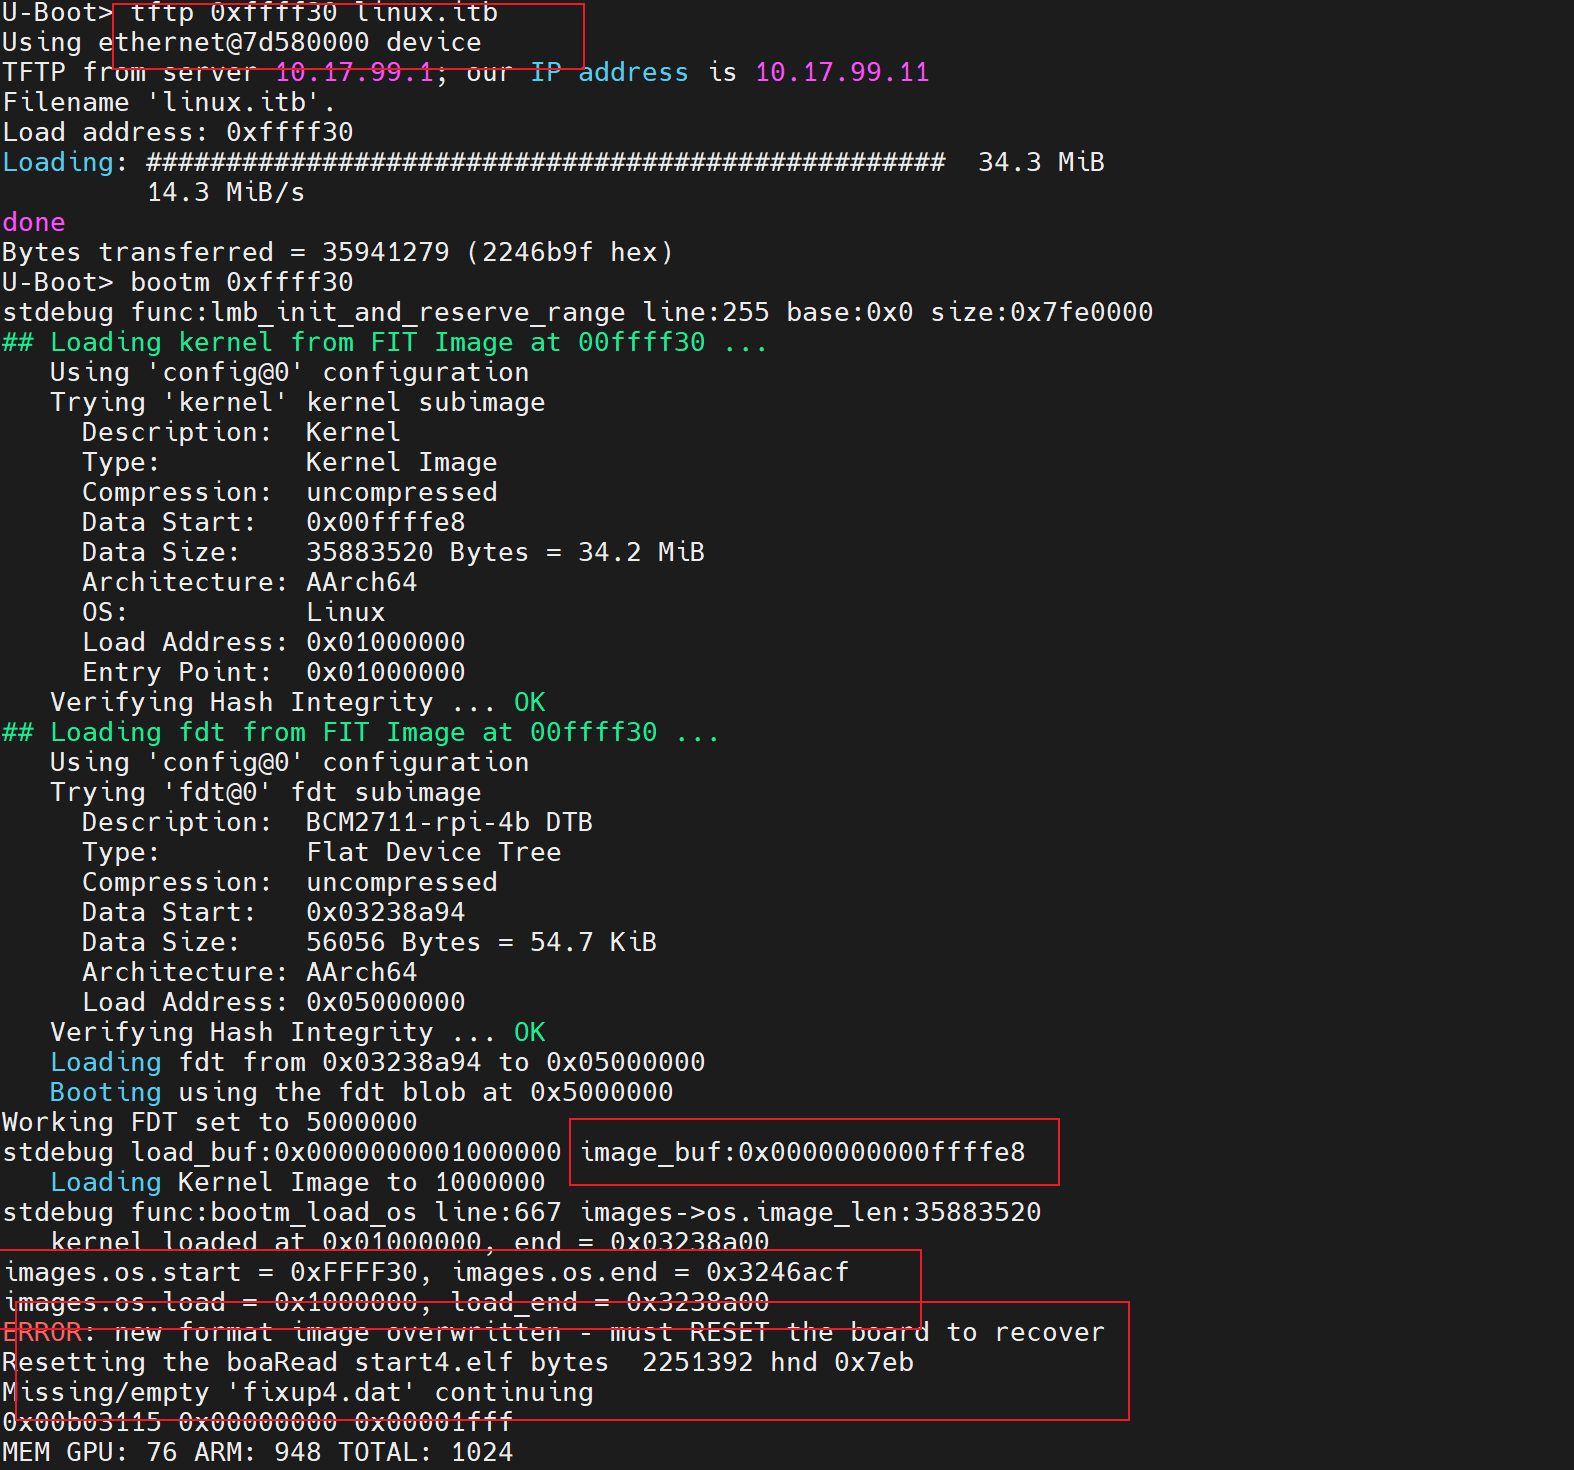 U-Boot> tftp 0xffff30 linux.itb
Using ethernet@7d580000 device
TFTP from server 10.17.99.1; our IP address is 10.17.99.11
Filename 'linux.itb'.
Load address: 0xffff30
Loading: ################################################## 34.3 MiB
14.3 MiB/s
done
Bytes transferred = 35941279 (2246b9f hex)
U-Boot> bootm 0xffff30
stdebug func:lmb_init_and_reserve_range line:255 base:0x0 size:0x7fe0000
## Loading kernel from FIT Image at 00ffff30 ...
Using 'config@0' configuration
Trying 'kernel' kernel subimage
Description: Kernel
Type: Kernel Image
Compression: uncompressed
Data Start: 0x00ffffe8
Data Size: 35883520 Bytes = 34.2 MiB
Architecture: AArch64
OS: Linux
Load Address: 0x01000000
Entry Point: 0x01000000
Verifying Hash Integrity ... OK
## Loading fdt from FIT Image at 00ffff30 ...
Using 'config@0' configuration
Trying 'fdt@0' fdt subimage
Description: BCM2711-rpi-4b DTB
Type: Flat Device Tree
Compression: uncompressed
Data Start: 0x03238a94
Data Size: 56056 Bytes = 54.7 KiB
Architecture: AArch64
Load Address: 0x05000000
Verifying Hash Integrity ... OK
Loading fdt from 0x03238a94 to 0x05000000
Booting using the fdt blob at 0x5000000
Working FDT set to 5000000
stdebug load_buf:0x0000000001000000 image_buf:0x0000000000ffffe8
Loading Kernel Image to 1000000
stdebug func:bootm_load_os line:667 images->os.image_len:35883520
kernel loaded at 0x01000000, end = 0x03238a00
images.os.start = 0xFFFF30, images.os.end = 0x3246acf
images.os.load = 0x1000000, load_end = 0x3238a00
ERROR: new format image overwritten - must RESET the board to recover
Resetting the boaRead start4.elf bytes 2251392 hnd 0x7eb
Missing/empty 'fixup4.dat' continuing
0x00b03115 0x00000000 0x00001fff
MEM GPU: 76 ARM: 948 TOTAL: 1024